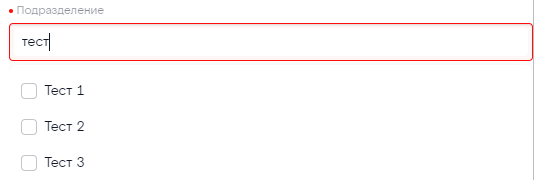 Подразделение
тест
Тест 1
Тест 2
Тест 3